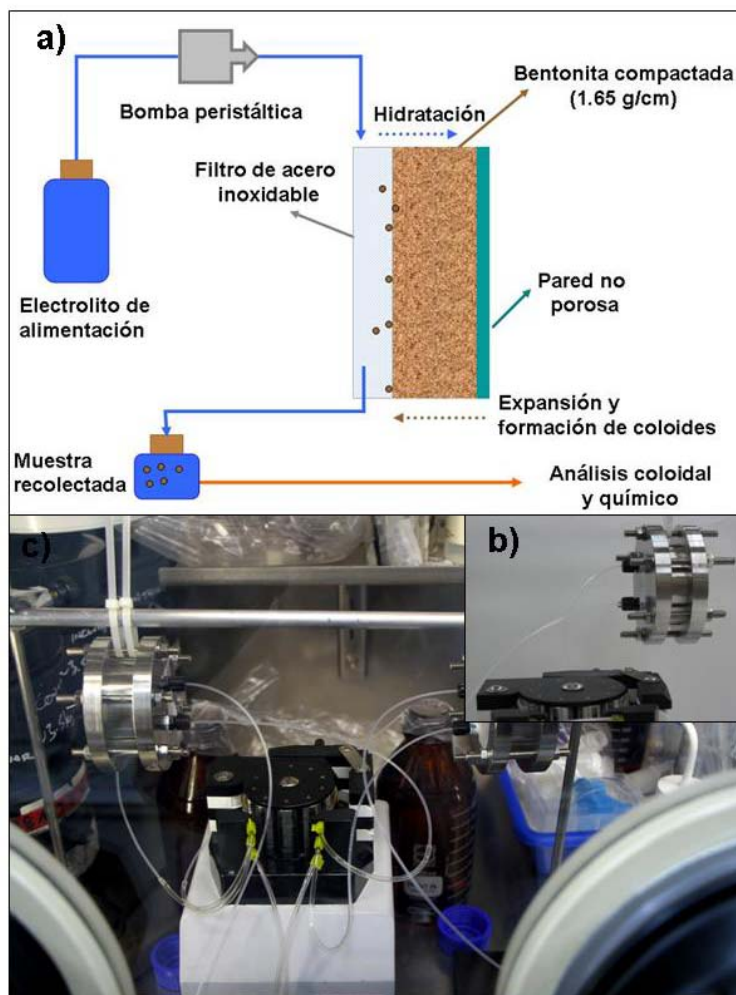 a)
Bomba peristáltica
Hidratación
Bentonita compactada
(1.65 g/cm)
Filtro de acero
inoxidable
Electrolito de
alimentación
Pared no
porosa
Expansión y
formación de coloides
Muestra
recolectada
Análisis coloidal
y químico
c)
b)